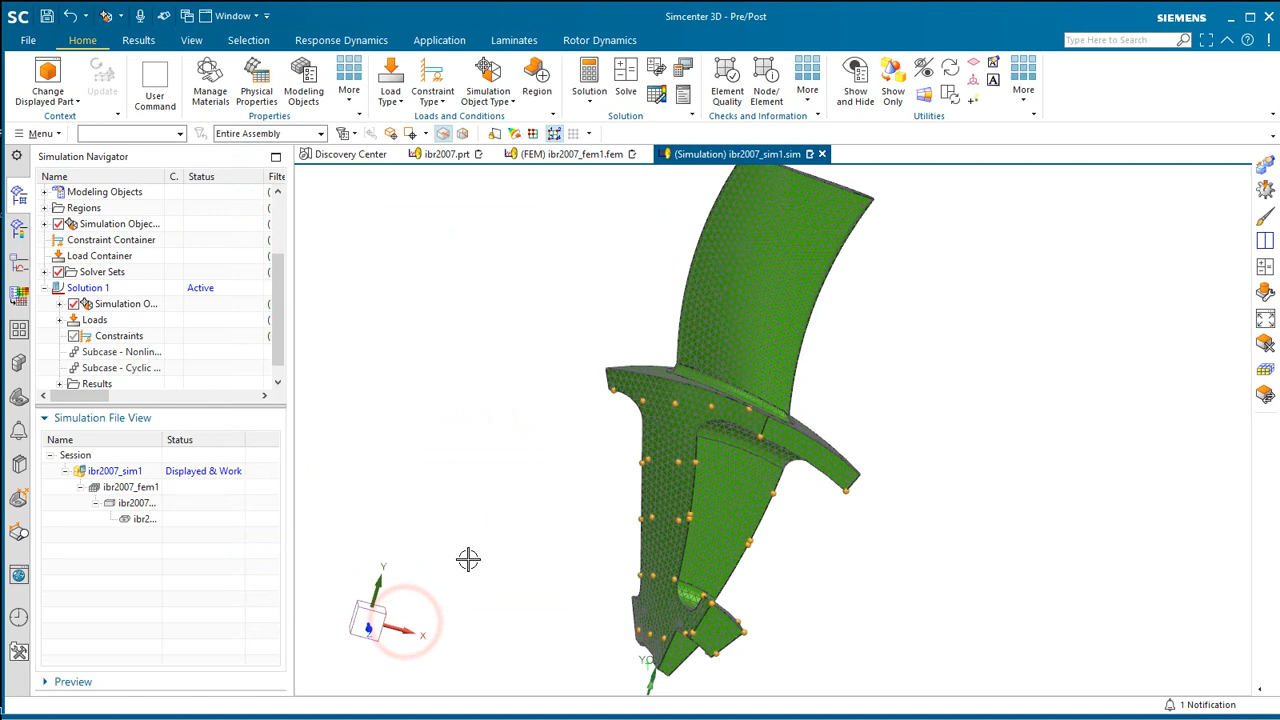 SC
Window
Simcenter 3D - Pre/Post
SIEMENS
File
Home
Results
View
Selection
Response Dynamics
Application
Tolerance
Laminates
Rotor Dynamics
Type Here to Search
Change Displayed Part
Update
User Command
Manage Materials
Physical Properties
Modeling Objects
More
Load Type
Constraint Type
Simulation Object Type
Region
Solution
Solve
Element Quality
Node/Element
More
Show and Hide
Show Only
More
Context
Properties
Loads and Conditions
Solution
Checks and Information
Utilities
Menu
Entire Assembly
Simulation Navigator
Discovery Center
ibr2007.prt
(FEM) ibr2007_fem1.fem
(Simulation) ibr2007_sim1.sim
Name
C.
Status
Filte
Modeling Objects
(
Regions
(
Simulation Objec...
(
Constraint Container
(
Load Container
(
Solver Sets
(
Solution 1
Active
(
Simulation O...
(
Loads
(
Constraints
(
Subcase - Nonlin...
(
Subcase - Cyclic ...
(
Results
(
Simulation File View
Name
Status
Session
ibr2007_sim1
Displayed & Work
ibr2007_fem1
ibr2007...
ibr2...
Preview
Y
X
1 Notification